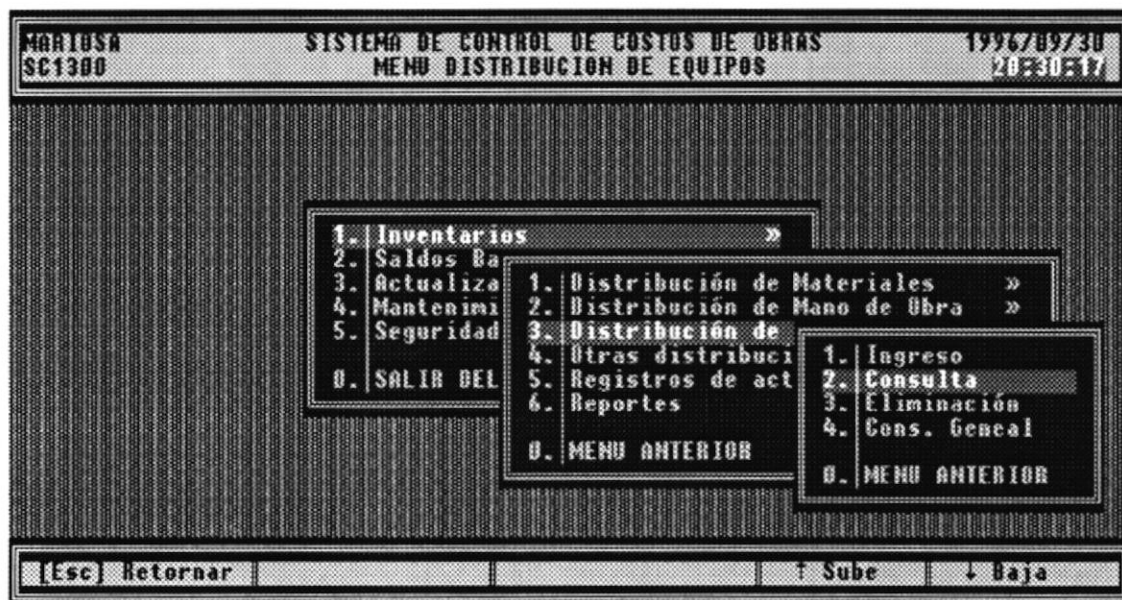 MARIOSA SISTEMA DE CONTROL DE COSTOS DE OBRAS 1996/09/30
SC1300 MENU DISTRIBUCION DE EQUIPOS 20:30:17
1. Inventarios »
2. Saldos Ba
3. Actualiza
4. Mantenimi
5. Seguridad
0. SALIR DEL
1. Distribución de Materiales »
2. Distribución de Mano de Obra »
3. Distribución de
4. Otras distribuci
5. Registros de act
6. Reportes
0. MENU ANTERIOR
1. Ingreso
2. Consulta
3. Eliminación
4. Cons. Geneal
0. MENU ANTERIOR
[Esc] Retornar ↑ Sube ↓ Baja